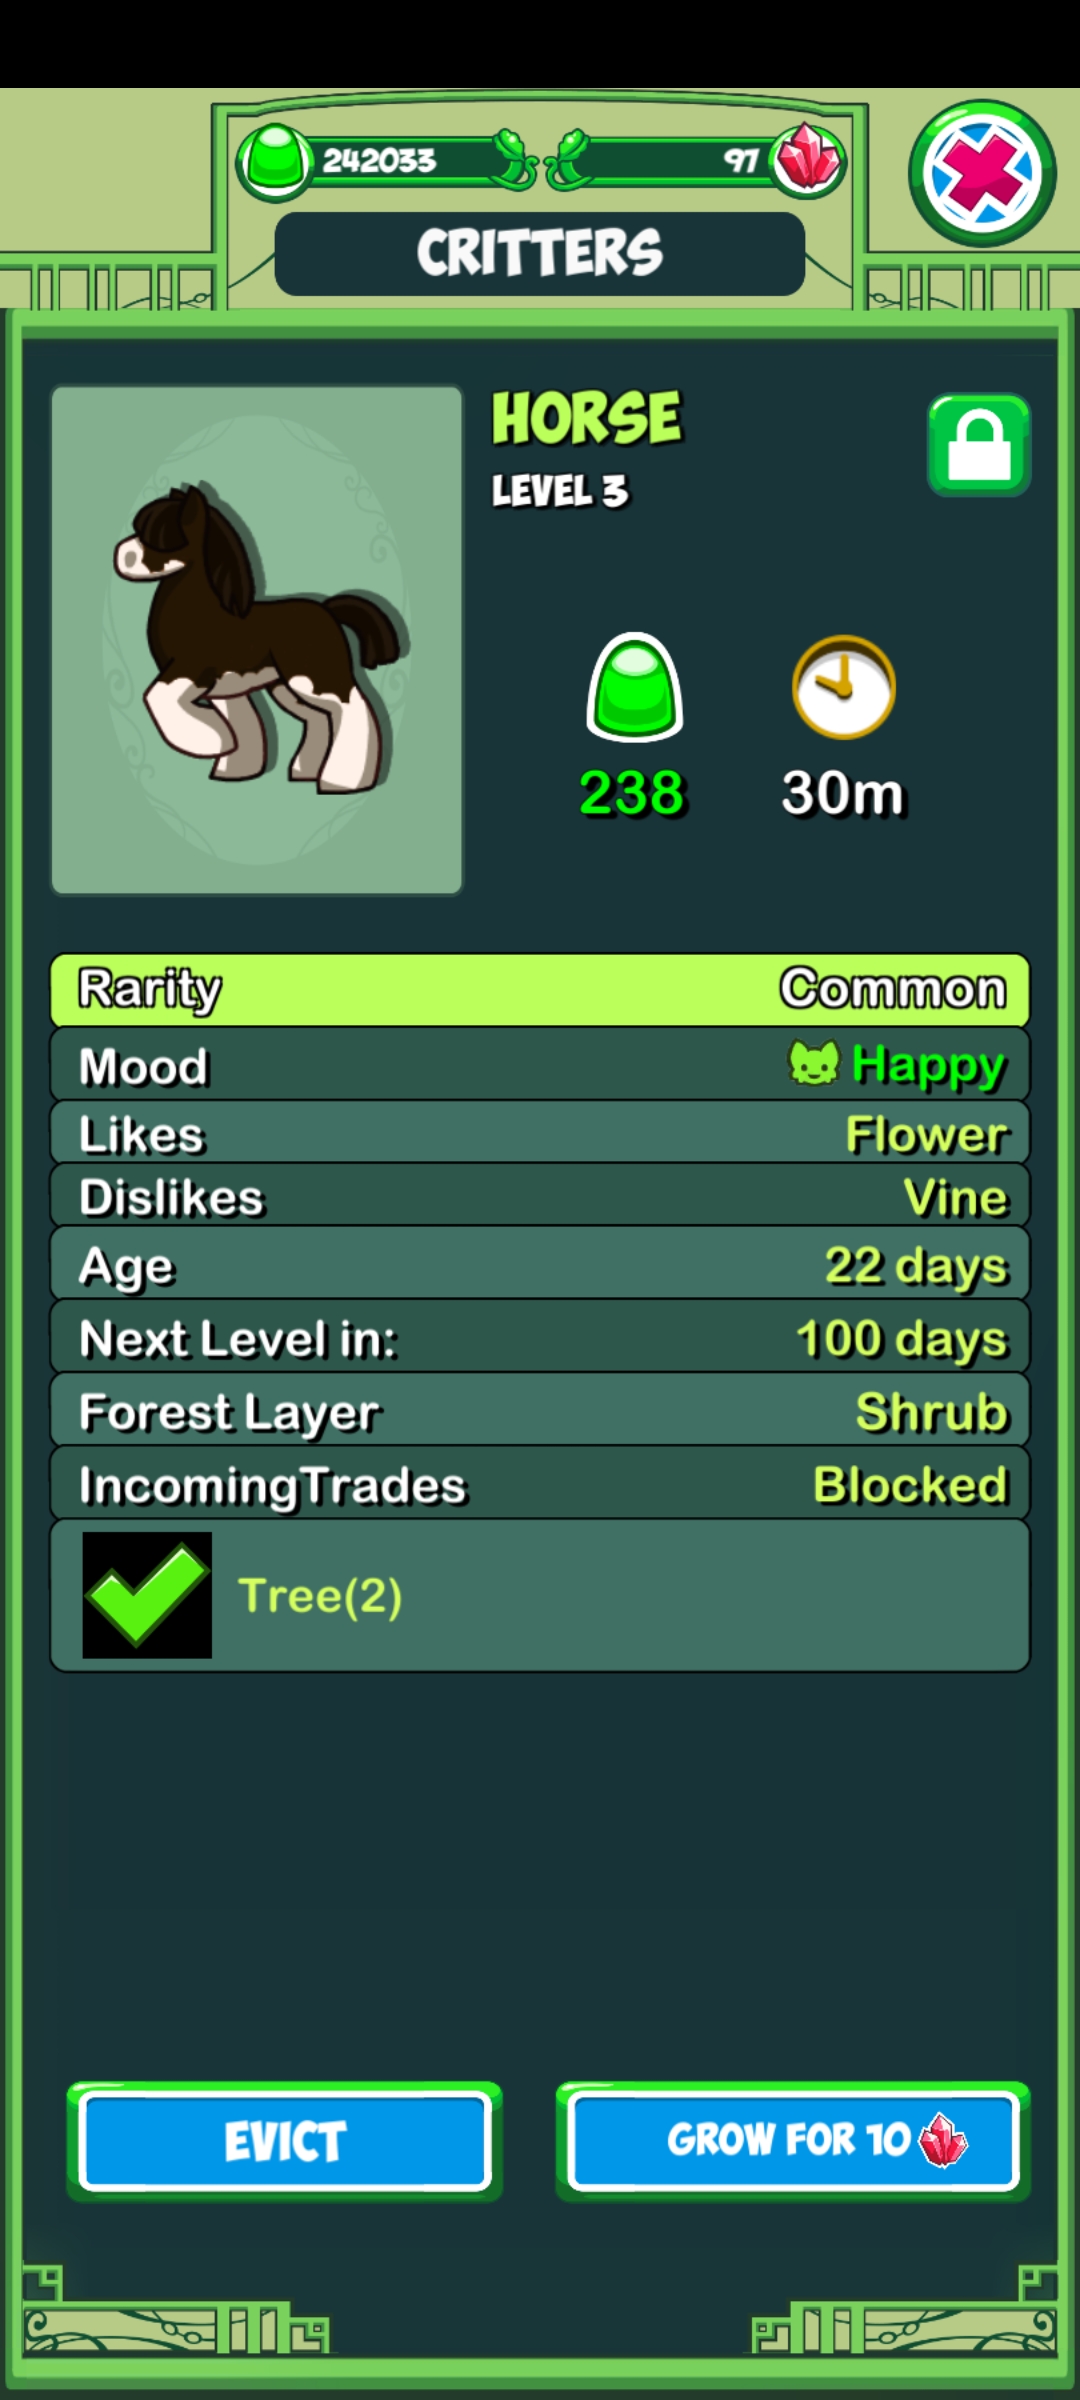 242033 97
CRITTERS
HORSE
LEVEL 3
238 30m
Rarity Common
Mood Happy
Likes Flower
Dislikes Vine
Age 22 days
Next Level in: 100 days
Forest Layer Shrub
IncomingTrades Blocked
Tree(2)
EVICT GROW FOR 10